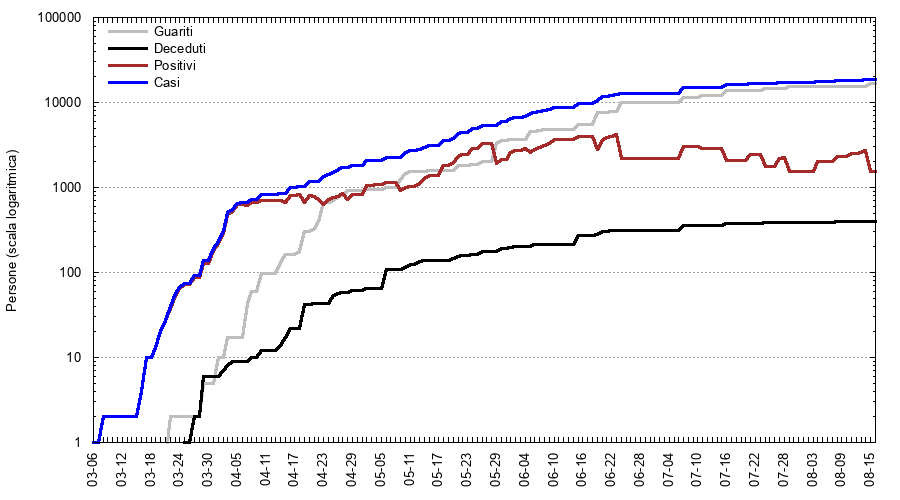 100000
10000
1000
100
10
1
Persone (scala logaritmica)
Guariti
Deceduti
Positivi
Casi
03-06 03-12 03-18 03-24 03-30 04-05 04-11 04-17 04-23 04-29 05-05 05-11 05-17 05-23 05-29 06-04 06-10 06-16 06-22 06-28 07-04 07-10 07-16 07-22 07-28 08-03 08-09 08-15